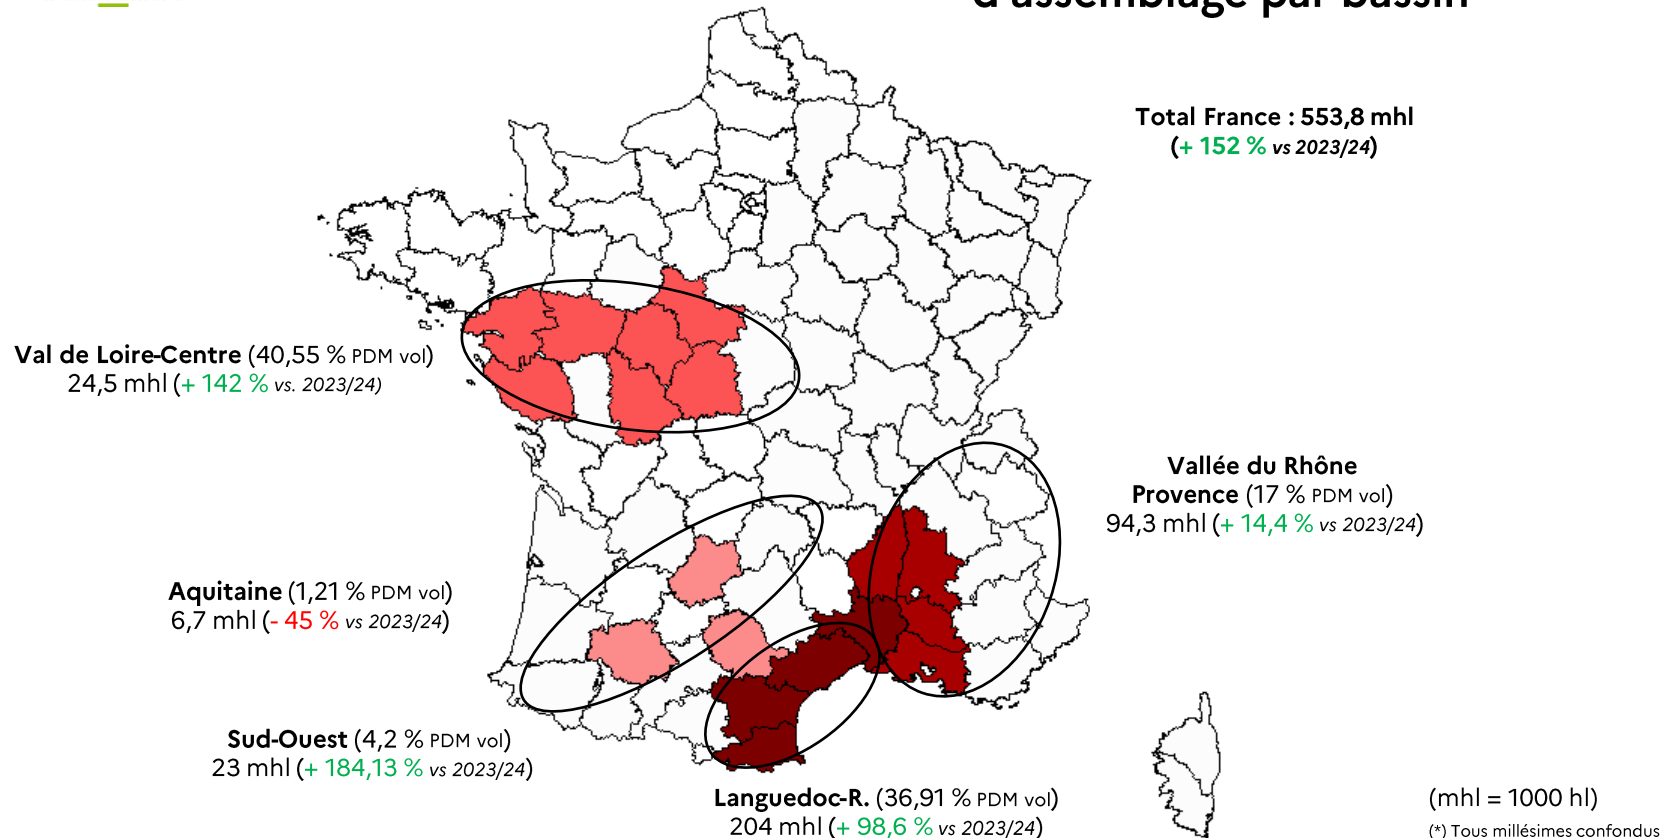 d'assemblage par bassin
Total France : 553,8 mhl
(+ 152 % vs 2023/24)
Val de Loire-Centre (40,55 % PDM vol)
24,5 mhl (+ 142 % vs. 2023/24)
Vallée du Rhône
Provence (17 % PDM vol)
94,3 mhl (+ 14,4 % vs 2023/24)
Aquitaine (1,21 % PDM vol)
6,7 mhl (- 45 % vs 2023/24)
Sud-Ouest (4,2 % PDM vol)
23 mhl (+ 184,13 % vs 2023/24)
Languedoc-R. (36,91 % PDM vol)
204 mhl (+ 98,6 % vs 2023/24)
(mhl = 1000 hl)
(*) Tous millésimes confondus